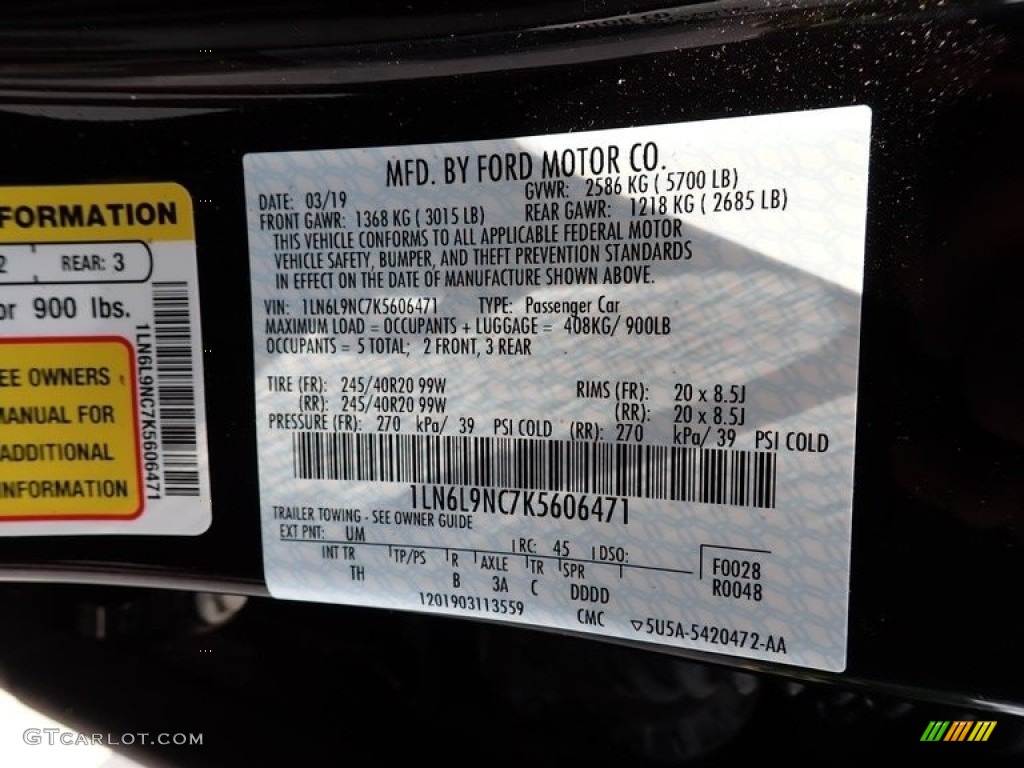 FORMATION
2 REAR: 3
or 900 lbs.
EE OWNERS
MANUAL FOR
ADDITIONAL
INFORMATION
1LN6L9NC7K5606471
MFD. BY FORD MOTOR CO.
DATE: 03/19 GVWR: 2586 KG ( 5700 LB)
FRONT GAWR: 1368 KG ( 3015 LB) REAR GAWR: 1218 KG ( 2685 LB)
THIS VEHICLE CONFORMS TO ALL APPLICABLE FEDERAL MOTOR
VEHICLE SAFETY, BUMPER, AND THEFT PREVENTION STANDARDS
IN EFFECT ON THE DATE OF MANUFACTURE SHOWN ABOVE.
VIN: 1LN6L9NC7K5606471 TYPE: Passenger Car
MAXIMUM LOAD = OCCUPANTS + LUGGAGE = 408KG/ 900LB
OCCUPANTS = 5 TOTAL; 2 FRONT, 3 REAR
TIRE (FR): 245/40R20 99W RIMS (FR): 20 x 8.5J
(RR): 245/40R20 99W (RR): 20 x 8.5J
PRESSURE (FR): 270 kPa/ 39 PSI COLD (RR): 270 kPa/ 39 PSI COLD
1LN6L9NC7K5606471
TRAILER TOWING - SEE OWNER GUIDE
EXT PNT: UM RC: 45 DSO:
INT TR TP/PS R AXLE TR SPR F0028
TH B 3A C DDDD R0048
1201903113559 CMC ▽5U5A-5420472-AA
GTCarLot.com